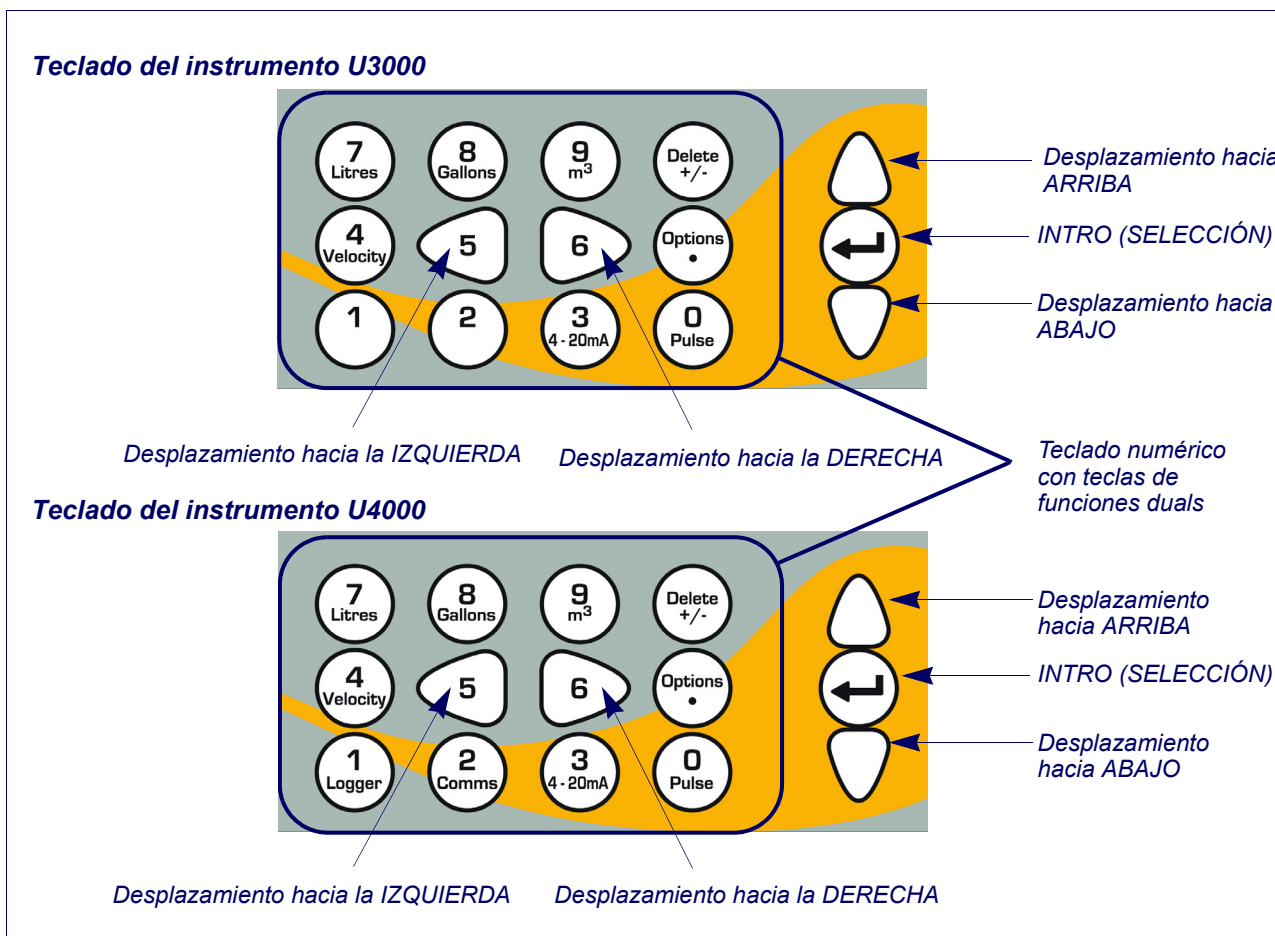 Teclado del instrumento U3000
7 8 9 Delete
Litres Gallons m³ +/-
Desplazamiento hacia
ARRIBA
4 5 6 Options
Velocity •
INTRO (SELECCIÓN)
1 2 3 0
4 - 20mA Pulse
Desplazamiento hacia
ABAJO
Desplazamiento hacia la IZQUIERDA
Desplazamiento hacia la DERECHA
Teclado numérico
con teclas de
funciones duals
Teclado del instrumento U4000
7 8 9 Delete
Litres Gallons m³ +/-
Desplazamiento
hacia ARRIBA
4 5 6 Options
Velocity •
INTRO (SELECCIÓN)
1 2 3 0
Logger Comms 4 - 20mA Pulse
Desplazamiento
hacia ABAJO
Desplazamiento hacia la IZQUIERDA
Desplazamiento hacia la DERECHA